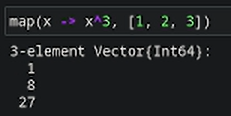 map(x -> x^3, [1, 2, 3])
3-element Vector{Int64}:
1
8
27